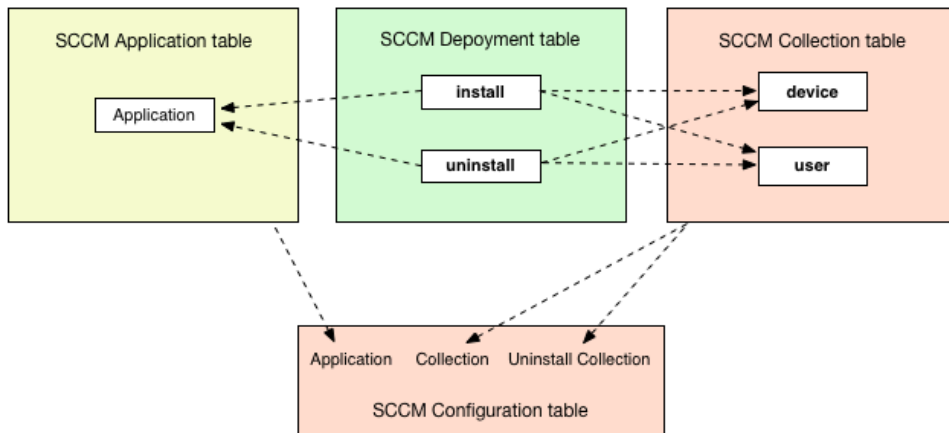 SCCM Application table
SCCM Depoyment table
SCCM Collection table
Application
install
device
uninstall
user
Application
Collection
Uninstall Collection
SCCM Configuration table